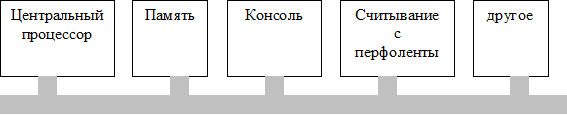 Центральный
процессор
Память
Консоль
Считывание
с
перфоленты
другое